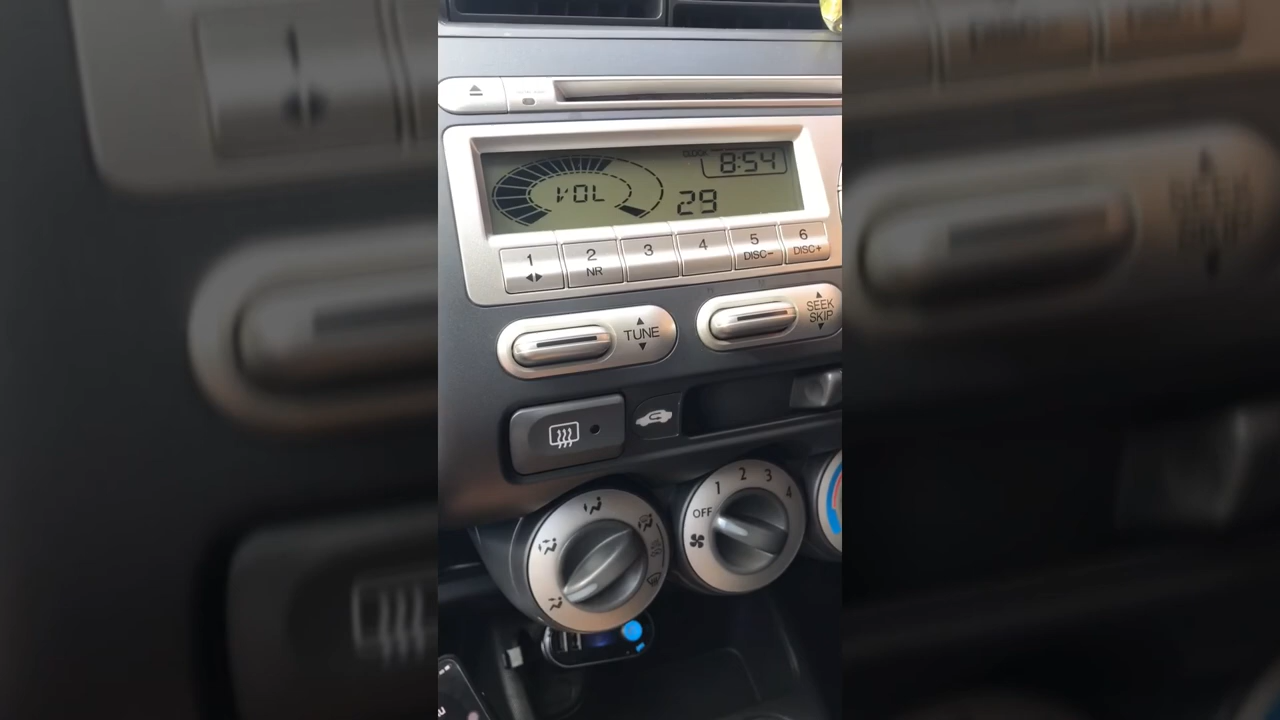 CLOCK 8:54
VOL 29
1 2 3 4 5 6
NR DISC- DISC+
TUNE
SEEK
SKIP
OFF 1 2 3 4